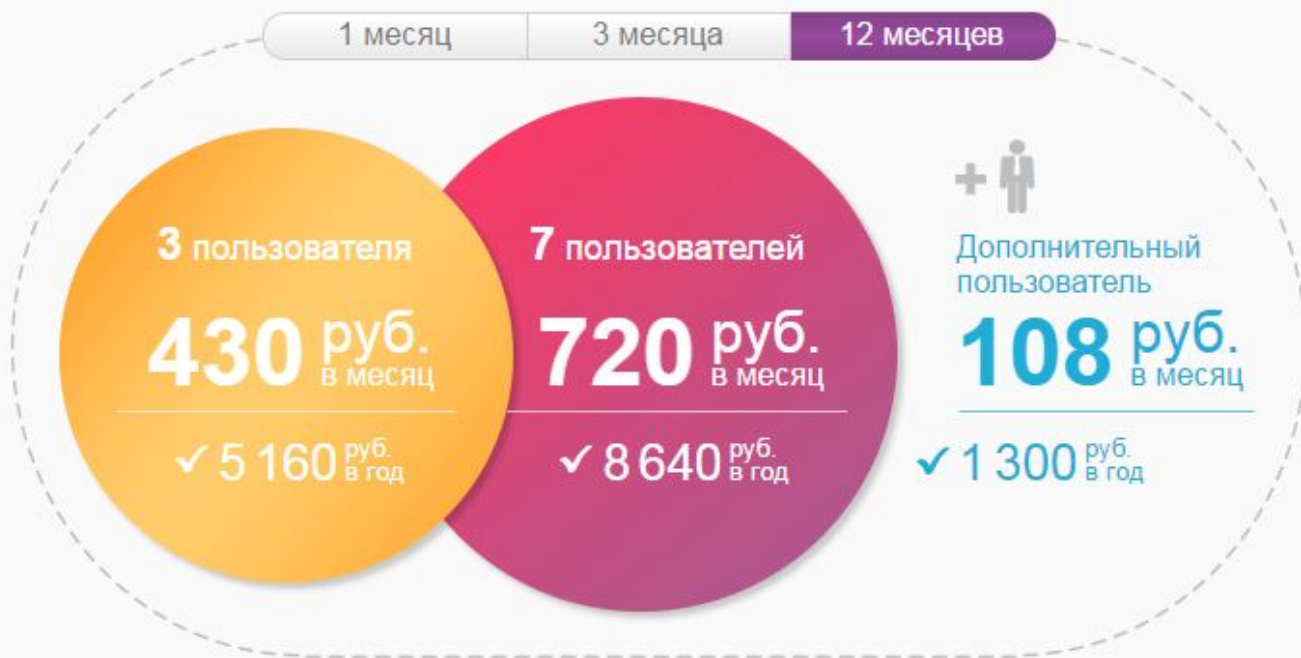 1 месяц
3 месяца
12 месяцев
3 пользователя
430 руб.
в месяц
5 160 руб.
в год
7 пользователей
720 руб.
в месяц
8 640 руб.
в год
+
Дополнительный
пользователь
108 руб.
в месяц
1 300 руб.
в год